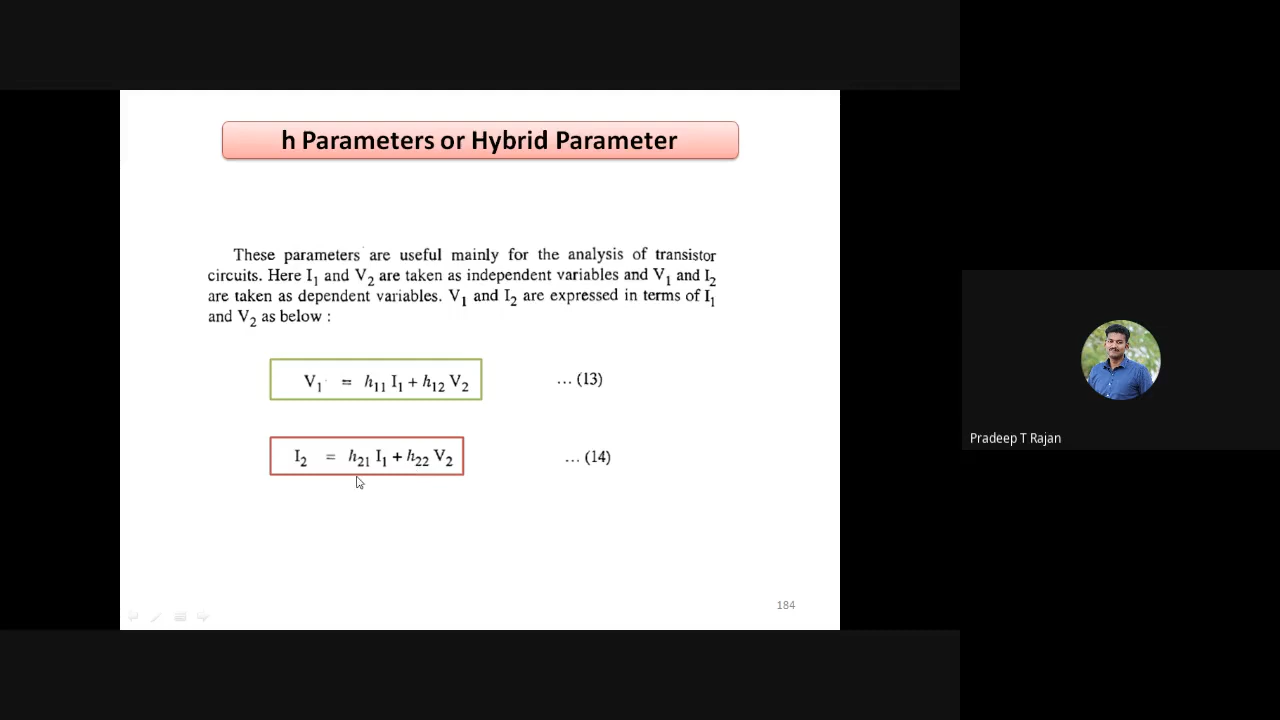 h Parameters or Hybrid Parameter
These parameters are useful mainly for the analysis of transistor
circuits. Here I₁ and V₂ are taken as independent variables and V₁ and I₂
are taken as dependent variables. V₁ and I₂ are expressed in terms of I₁
and V₂ as below :
V₁ = h₁₁ I₁ + h₁₂ V₂ ... (13)
I₂ = h₂₁ I₁ + h₂₂ V₂ ... (14)
184
Pradeep T Rajan